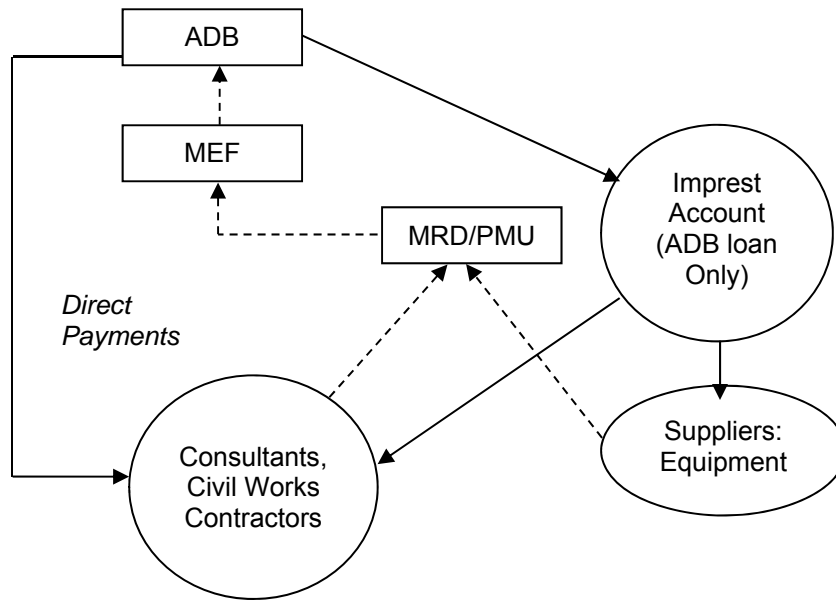 ADB
MEF
MRD/PMU
Imprest
Account
(ADB loan
Only)
Direct
Payments
Consultants,
Civil Works
Contractors
Suppliers:
Equipment